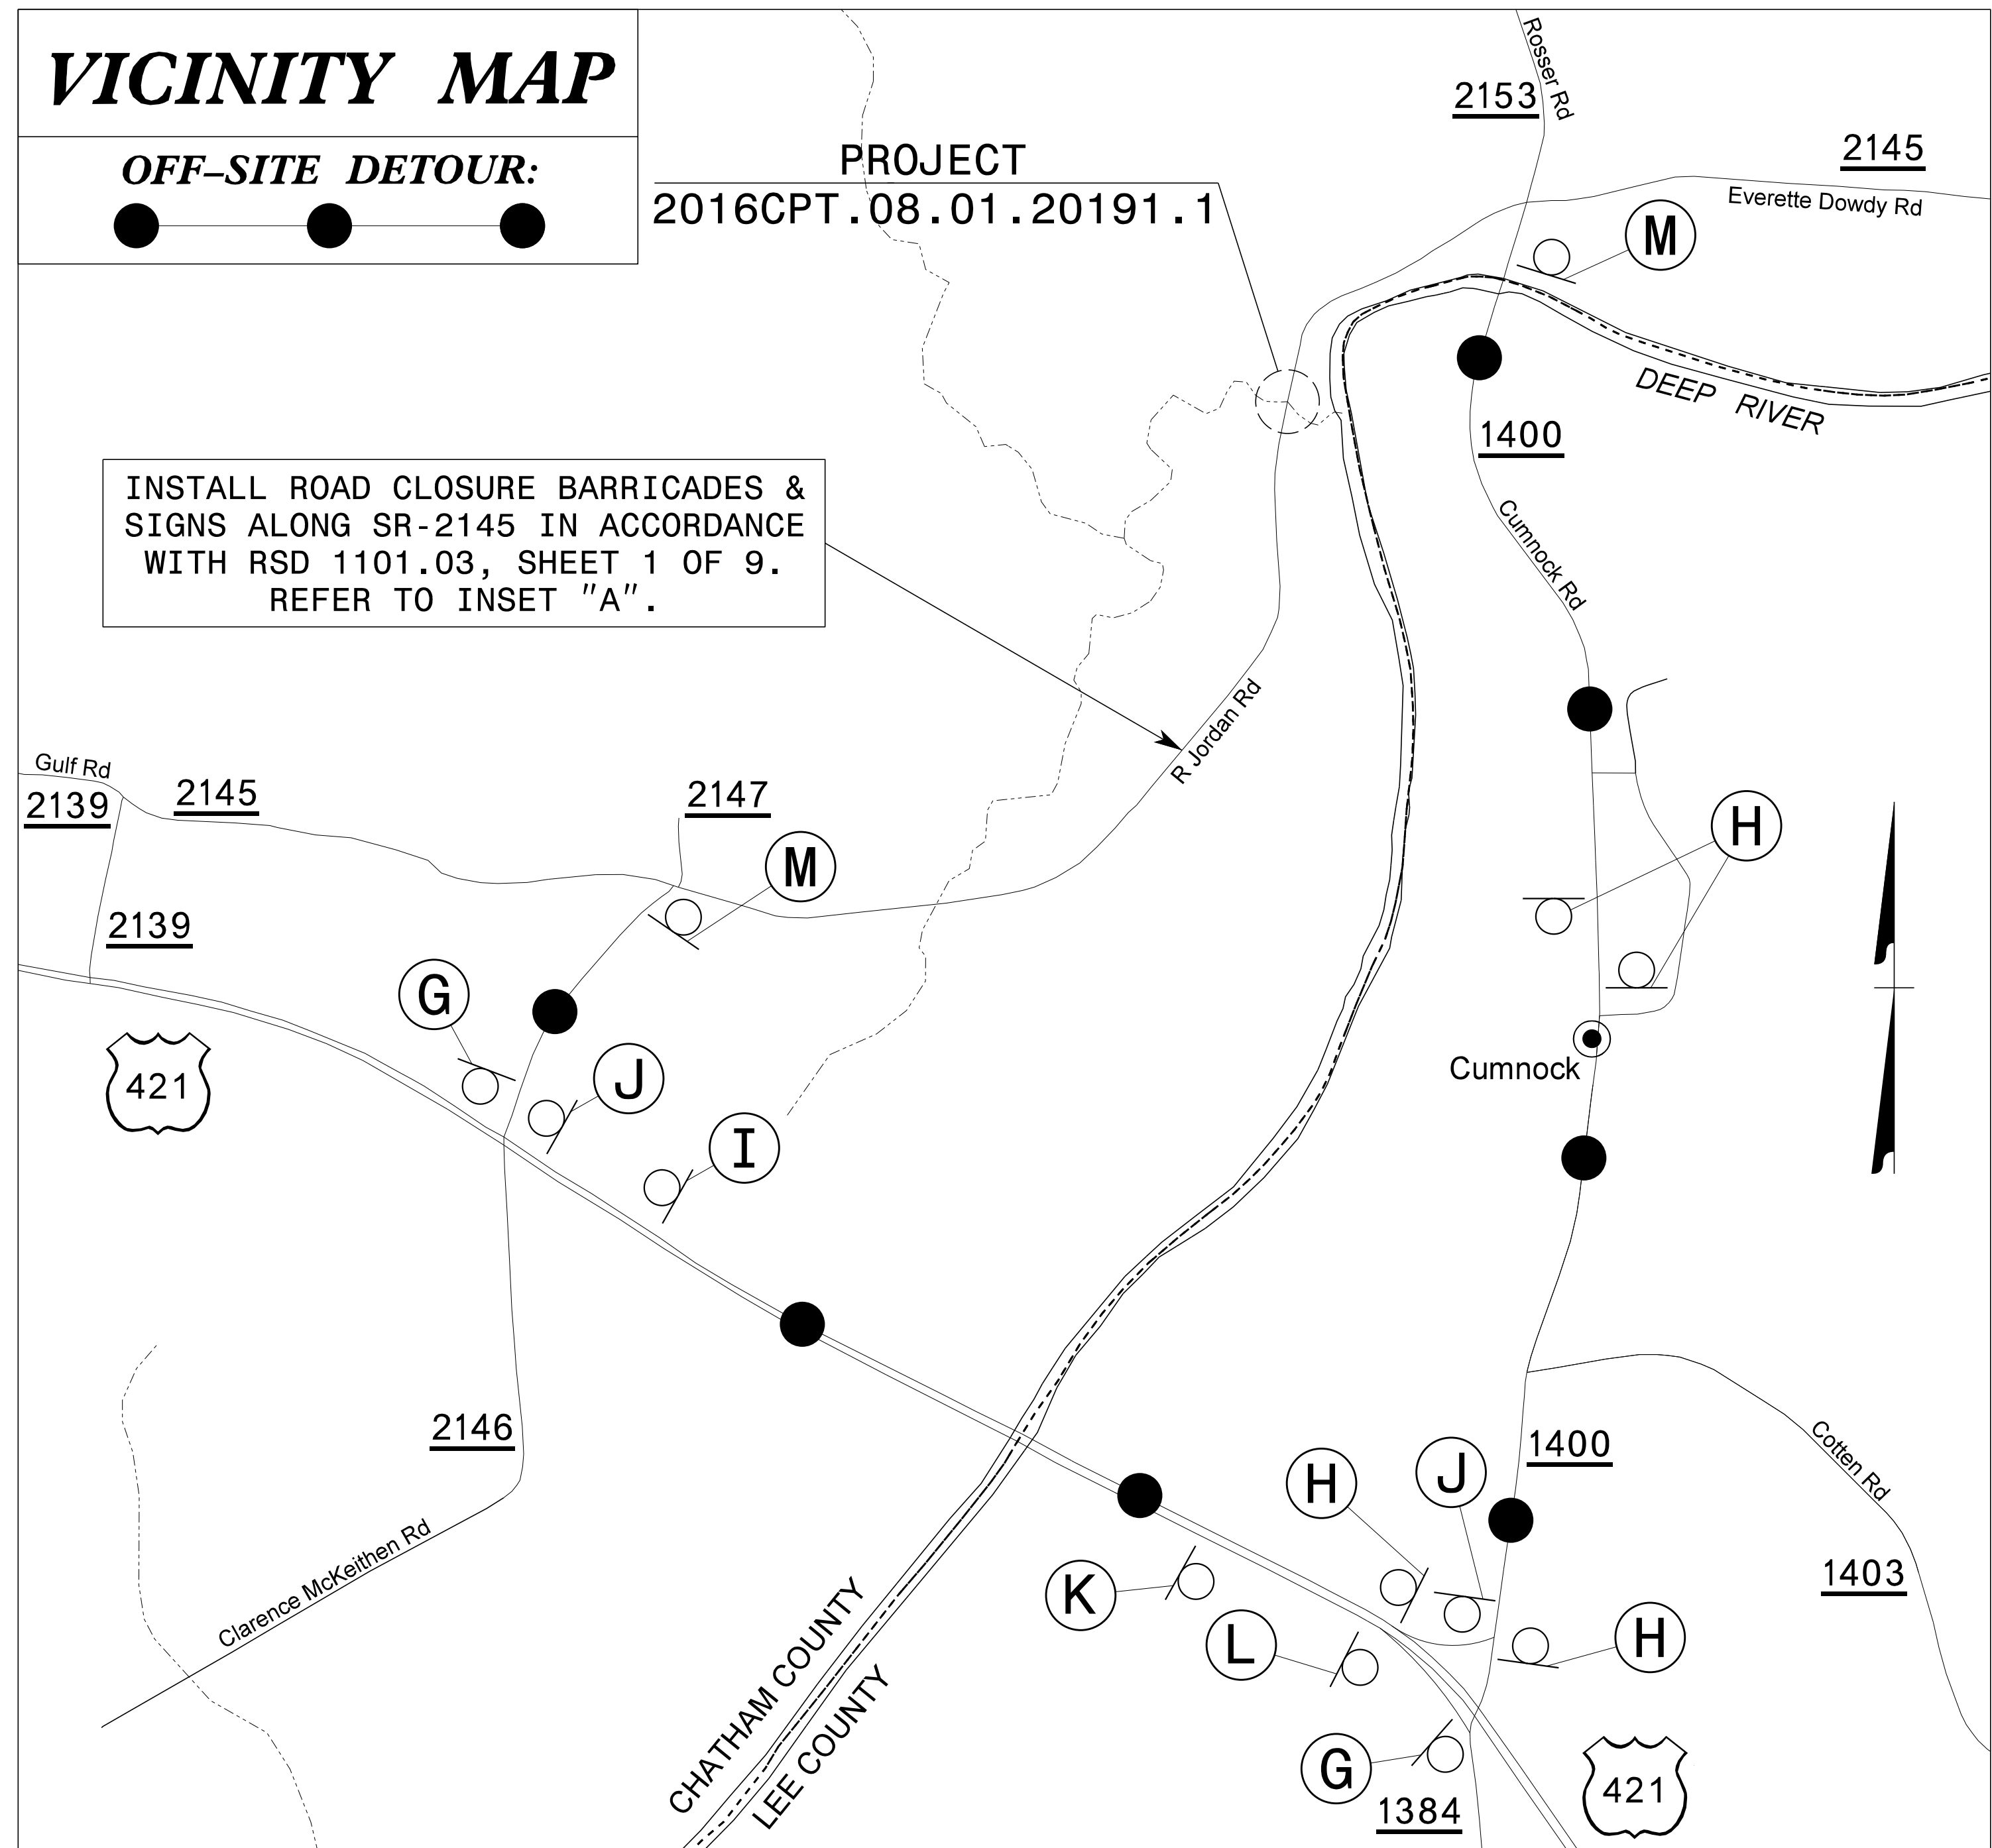 VICINITY MAP
OFF–SITE DETOUR:
PROJECT
2016CPT.08.01.20191.1
Rosser Rd
2153
2145
Everette Dowdy Rd
M
DEEP RIVER
1400
Cumnock Rd
INSTALL ROAD CLOSURE BARRICADES &
SIGNS ALONG SR-2145 IN ACCORDANCE
WITH RSD 1101.03, SHEET 1 OF 9.
REFER TO INSET "A".
R Jordan Rd
Gulf Rd
2139
2145
2147
M
H
2139
G
J
I
421
Cumnock
2146
Clarence McKeithen Rd
1400
Cotten Rd
H
J
K
L
H
1403
CHATHAM COUNTY
LEE COUNTY
G
1384
421